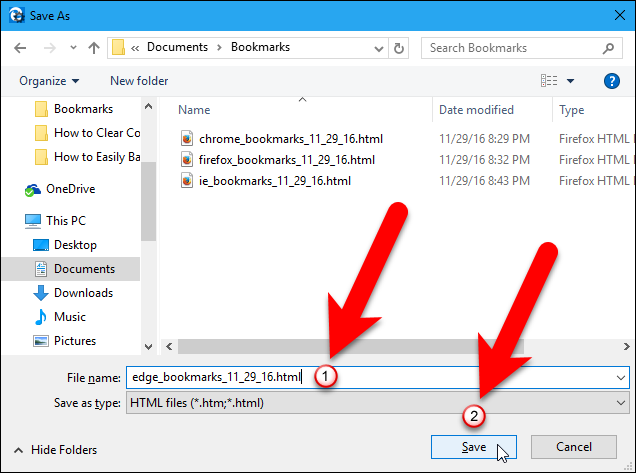 Save As
« Documents › Bookmarks
Search Bookmarks
Organize
New folder
?
Name
Date modified
Type
Bookmarks
How to Clear Co
How to Easily Ba
OneDrive
This PC
Desktop
Documents
Downloads
Music
Pictures
chrome_bookmarks_11_29_16.html 11/29/16 8:29 PM Firefox HTML
firefox_bookmarks_11_29_16.html 11/29/16 8:32 PM Firefox HTML
ie_bookmarks_11_29_16.html 11/29/16 8:43 PM Firefox HTML
File name: edge_bookmarks_11_29_16.html
1
Save as type: HTML files (*.htm;*.html)
2
Hide Folders
Save
Cancel